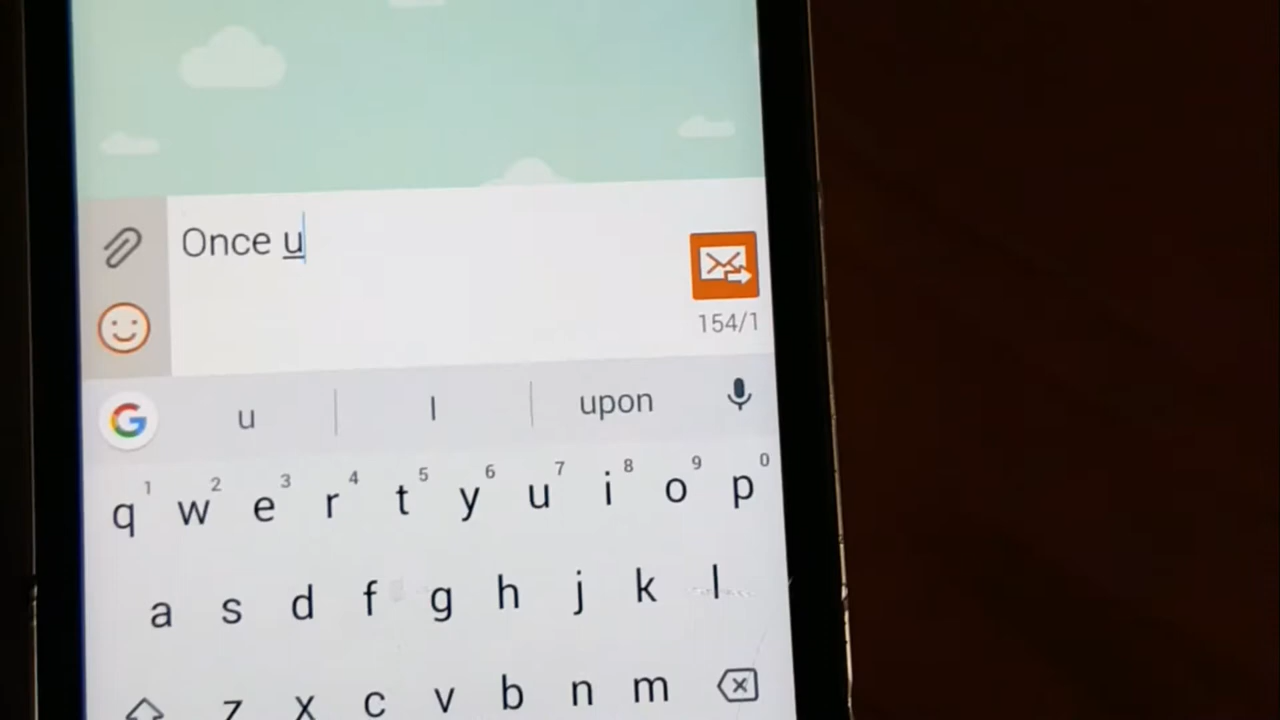 Once u
154/1
u I upon
1 2 3 4 5 6 7 8 9 0
q w e r t y u i o p
a s d f g h j k l
z x c v b n m